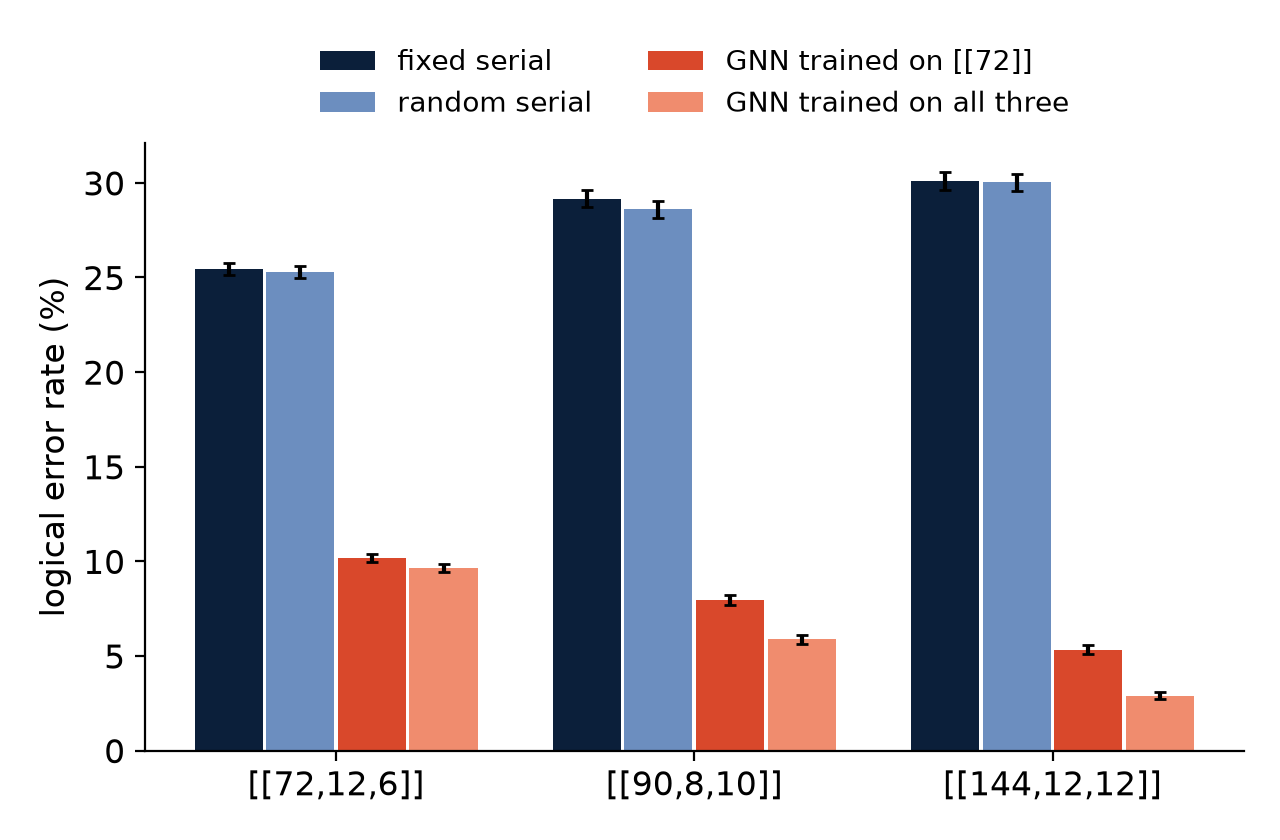 fixed serial
random serial
GNN trained on [[72]]
GNN trained on all three
logical error rate (%)
30
25
20
15
10
5
0
[[72,12,6]]
[[90,8,10]]
[[144,12,12]]